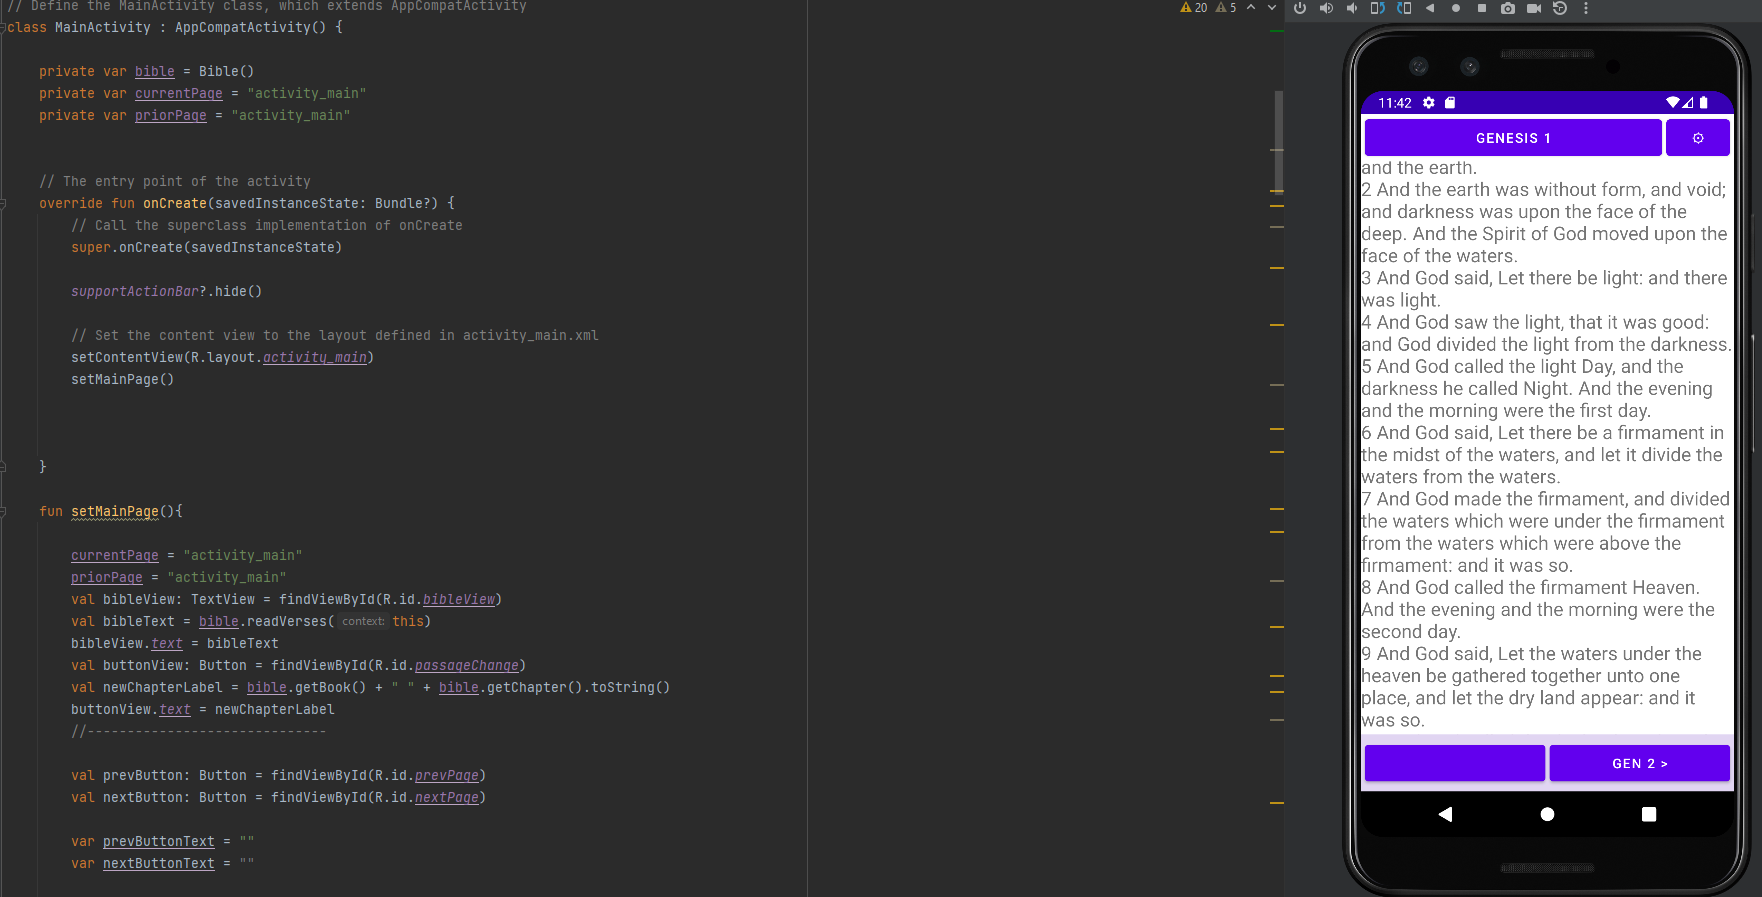 // Define the MainActivity class, which extends AppCompatActivity
class MainActivity : AppCompatActivity() {
private var bible = Bible()
private var currentPage = "activity_main"
private var priorPage = "activity_main"
// The entry point of the activity
override fun onCreate(savedInstanceState: Bundle?) {
// Call the superclass implementation of onCreate
super.onCreate(savedInstanceState)
supportActionBar?.hide()
// Set the content view to the layout defined in activity_main.xml
setContentView(R.layout.activity_main)
setMainPage()
}
fun setMainPage(){
currentPage = "activity_main"
priorPage = "activity_main"
val bibleView: TextView = findViewById(R.id.bibleView)
val bibleText = bible.readVerses( context: this)
bibleView.text = bibleText
val buttonView: Button = findViewById(R.id.passageChange)
val newChapterLabel = bible.getBook() + " " + bible.getChapter().toString()
buttonView.text = newChapterLabel
//------------------------------
val prevButton: Button = findViewById(R.id.prevPage)
val nextButton: Button = findViewById(R.id.nextPage)
var prevButtonText = ""
var nextButtonText = ""
20 5
11:42
GENESIS 1
and the earth.
2 And the earth was without form, and void;
and darkness was upon the face of the
deep. And the Spirit of God moved upon the
face of the waters.
3 And God said, Let there be light: and there
was light.
4 And God saw the light, that it was good:
and God divided the light from the darkness.
5 And God called the light Day, and the
darkness he called Night. And the evening
and the morning were the first day.
6 And God said, Let there be a firmament in
the midst of the waters, and let it divide the
waters from the waters.
7 And God made the firmament, and divided
the waters which were under the firmament
from the waters which were above the
firmament: and it was so.
8 And God called the firmament Heaven.
And the evening and the morning were the
second day.
9 And God said, Let the waters under the
heaven be gathered together unto one
place, and let the dry land appear: and it
was so.
GEN 2 >